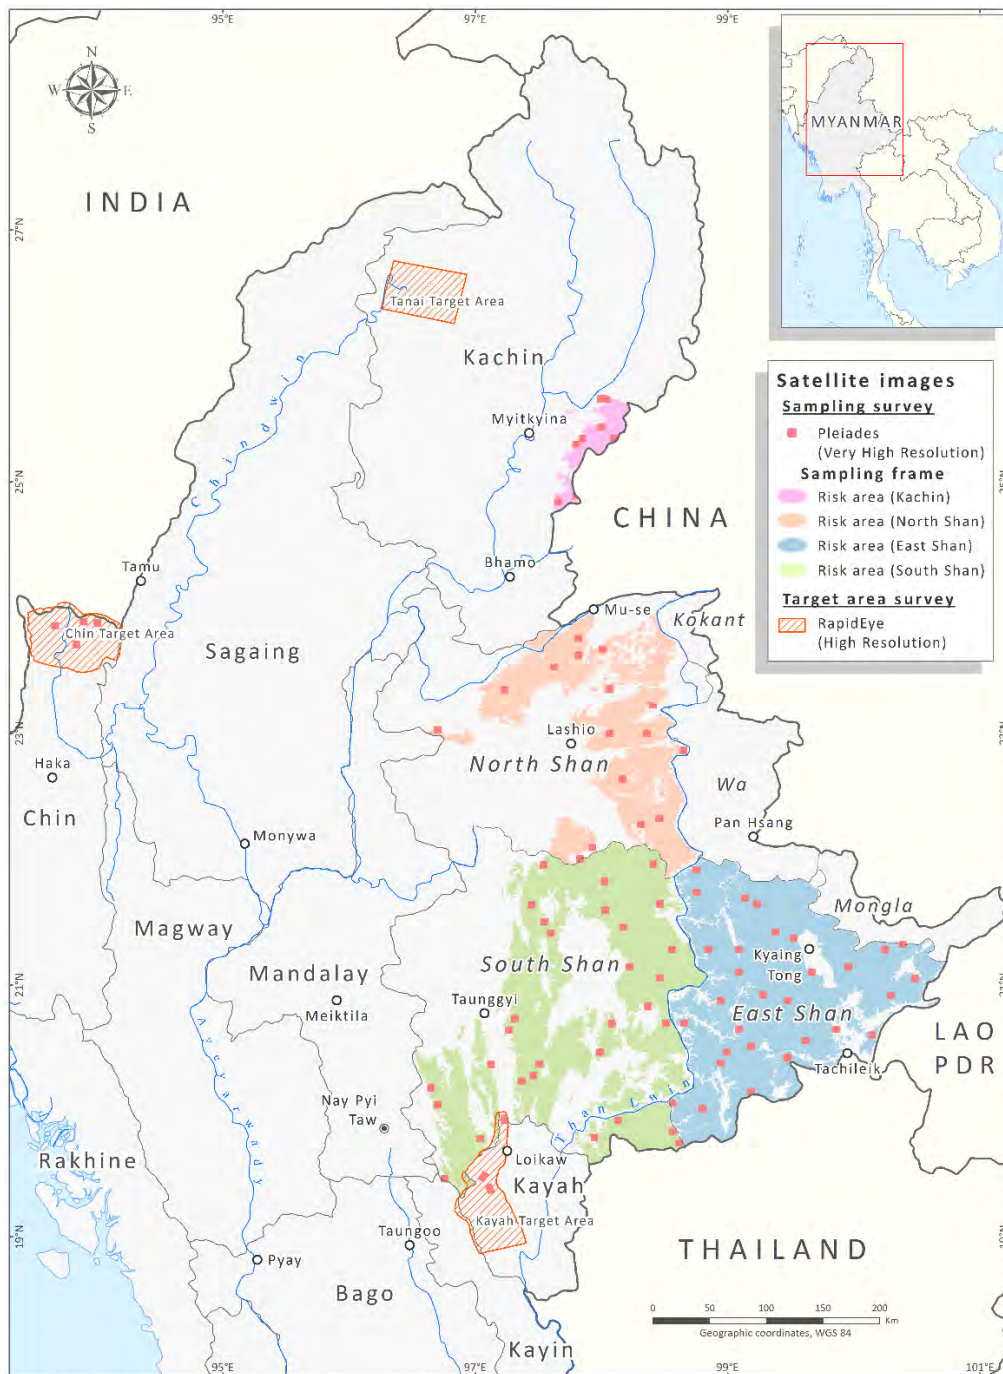 95°E
97°E
99°E
N
W
E
S
INDIA
27°N
MYANMAR
Tanai Target Area
Kachin
Myitkyina
Chindwin
25°N
CHINA
Satellite images
Sampling survey
Pleiades
(Very High Resolution)
Sampling frame
Risk area (Kachin)
Risk area (North Shan)
Risk area (East Shan)
Risk area (South Shan)
Target area survey
RapidEye
(High Resolution)
Tamu
Bhamo
Mu-se
Kokant
Chin Target Area
Sagaing
23°N
Lashio
North Shan
Haka
Chin
Wa
Pan Hsang
Monywa
Mongla
Magway
Mandalay
Meiktila
South Shan
Taunggyi
Kyaing
Tong
East Shan
21°N
LAO
PDR
Tachileik
Ayeyarwady
Than Lwin
Nay Pyi
Taw
Rakhine
Loikaw
Kayah
Kayah Target Area
19°N
19°N
Taungoo
Pyay
THAILAND
Bago
Kayin
0 50 100 150 200
Km
Geographic coordinates, WGS 84
95°E
97°E
99°E
101°E